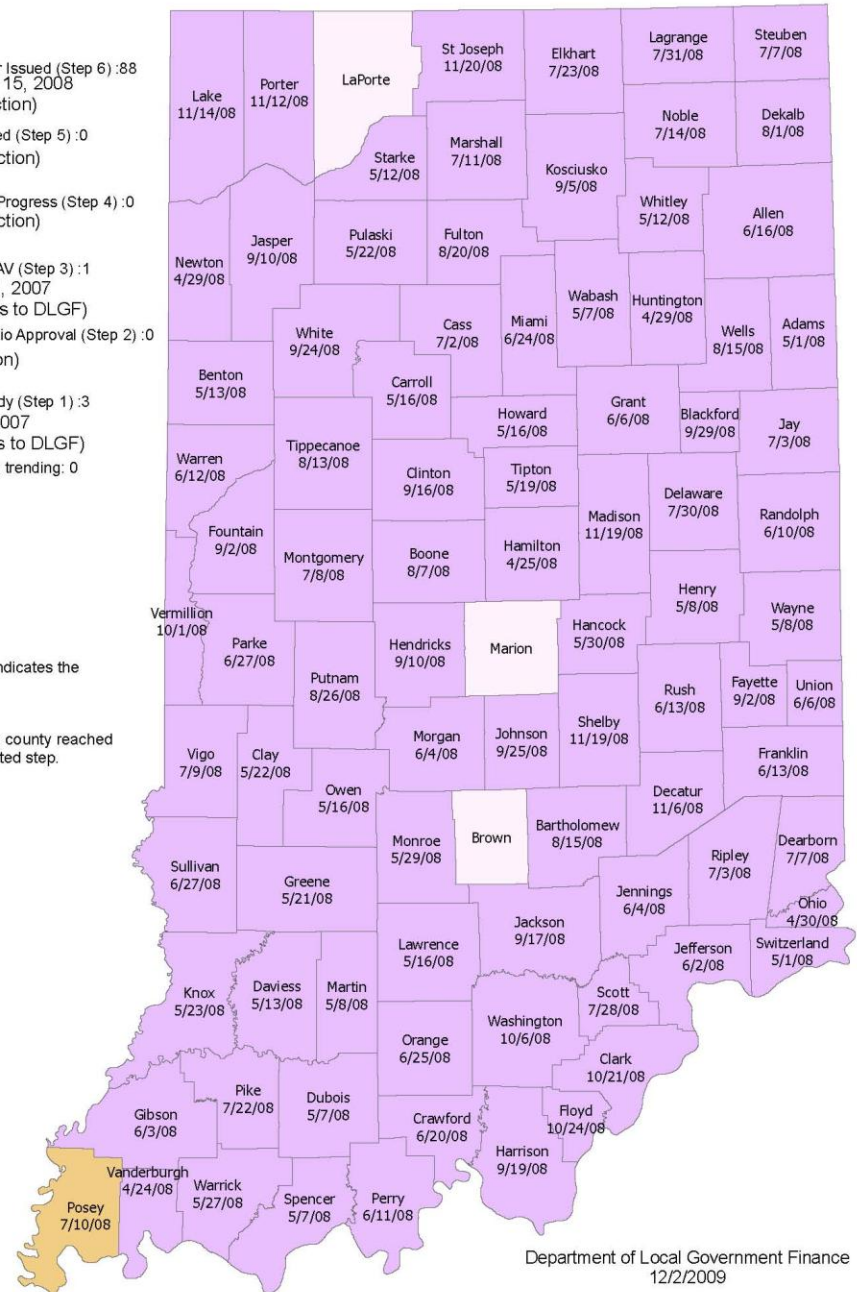 r Issued (Step 6) :88
15, 2008
ction)
ed (Step 5) :0
ction)
Progress (Step 4) :0
ction)
AV (Step 3) :1
, 2007
s to DLGF)
io Approval (Step 2) :0
on)
dy (Step 1) :3
007
s to DLGF)
trending: 0
ndicates the
county reached
ted step.
Lake
11/14/08
Porter
11/12/08
LaPorte
St Joseph
11/20/08
Elkhart
7/23/08
Lagrange
7/31/08
Steuben
7/7/08
Noble
7/14/08
Dekalb
8/1/08
Starke
5/12/08
Marshall
7/11/08
Kosciusko
9/5/08
Whitley
5/12/08
Allen
6/16/08
Newton
4/29/08
Jasper
9/10/08
Pulaski
5/22/08
Fulton
8/20/08
White
9/24/08
Cass
7/2/08
Miami
6/24/08
Wabash
5/7/08
Huntington
4/29/08
Wells
8/15/08
Adams
5/1/08
Benton
5/13/08
Carroll
5/16/08
Howard
5/16/08
Grant
6/6/08
Blackford
9/29/08
Jay
7/3/08
Warren
6/12/08
Tippecanoe
8/13/08
Clinton
9/16/08
Tipton
5/19/08
Madison
11/19/08
Delaware
7/30/08
Randolph
6/10/08
Fountain
9/2/08
Montgomery
7/8/08
Boone
8/7/08
Hamilton
4/25/08
Henry
5/8/08
Wayne
5/8/08
Vermillion
10/1/08
Parke
6/27/08
Putnam
8/26/08
Hendricks
9/10/08
Marion
Hancock
5/30/08
Rush
6/13/08
Fayette
9/2/08
Union
6/6/08
Vigo
7/9/08
Clay
5/22/08
Owen
5/16/08
Morgan
6/4/08
Johnson
9/25/08
Shelby
11/19/08
Franklin
6/13/08
Decatur
11/6/08
Sullivan
6/27/08
Greene
5/21/08
Monroe
5/29/08
Brown
Bartholomew
8/15/08
Jennings
6/4/08
Ripley
7/3/08
Dearborn
7/7/08
Ohio
4/30/08
Switzerland
5/1/08
Jefferson
6/2/08
Jackson
9/17/08
Lawrence
5/16/08
Knox
5/23/08
Daviess
5/13/08
Martin
5/8/08
Orange
6/25/08
Washington
10/6/08
Scott
7/28/08
Clark
10/21/08
Gibson
6/3/08
Pike
7/22/08
Dubois
5/7/08
Crawford
6/20/08
Harrison
9/19/08
Floyd
10/24/08
Posey
7/10/08
Vanderburgh
4/24/08
Warrick
5/27/08
Spencer
5/7/08
Perry
6/11/08
Department of Local Government Finance
12/2/2009